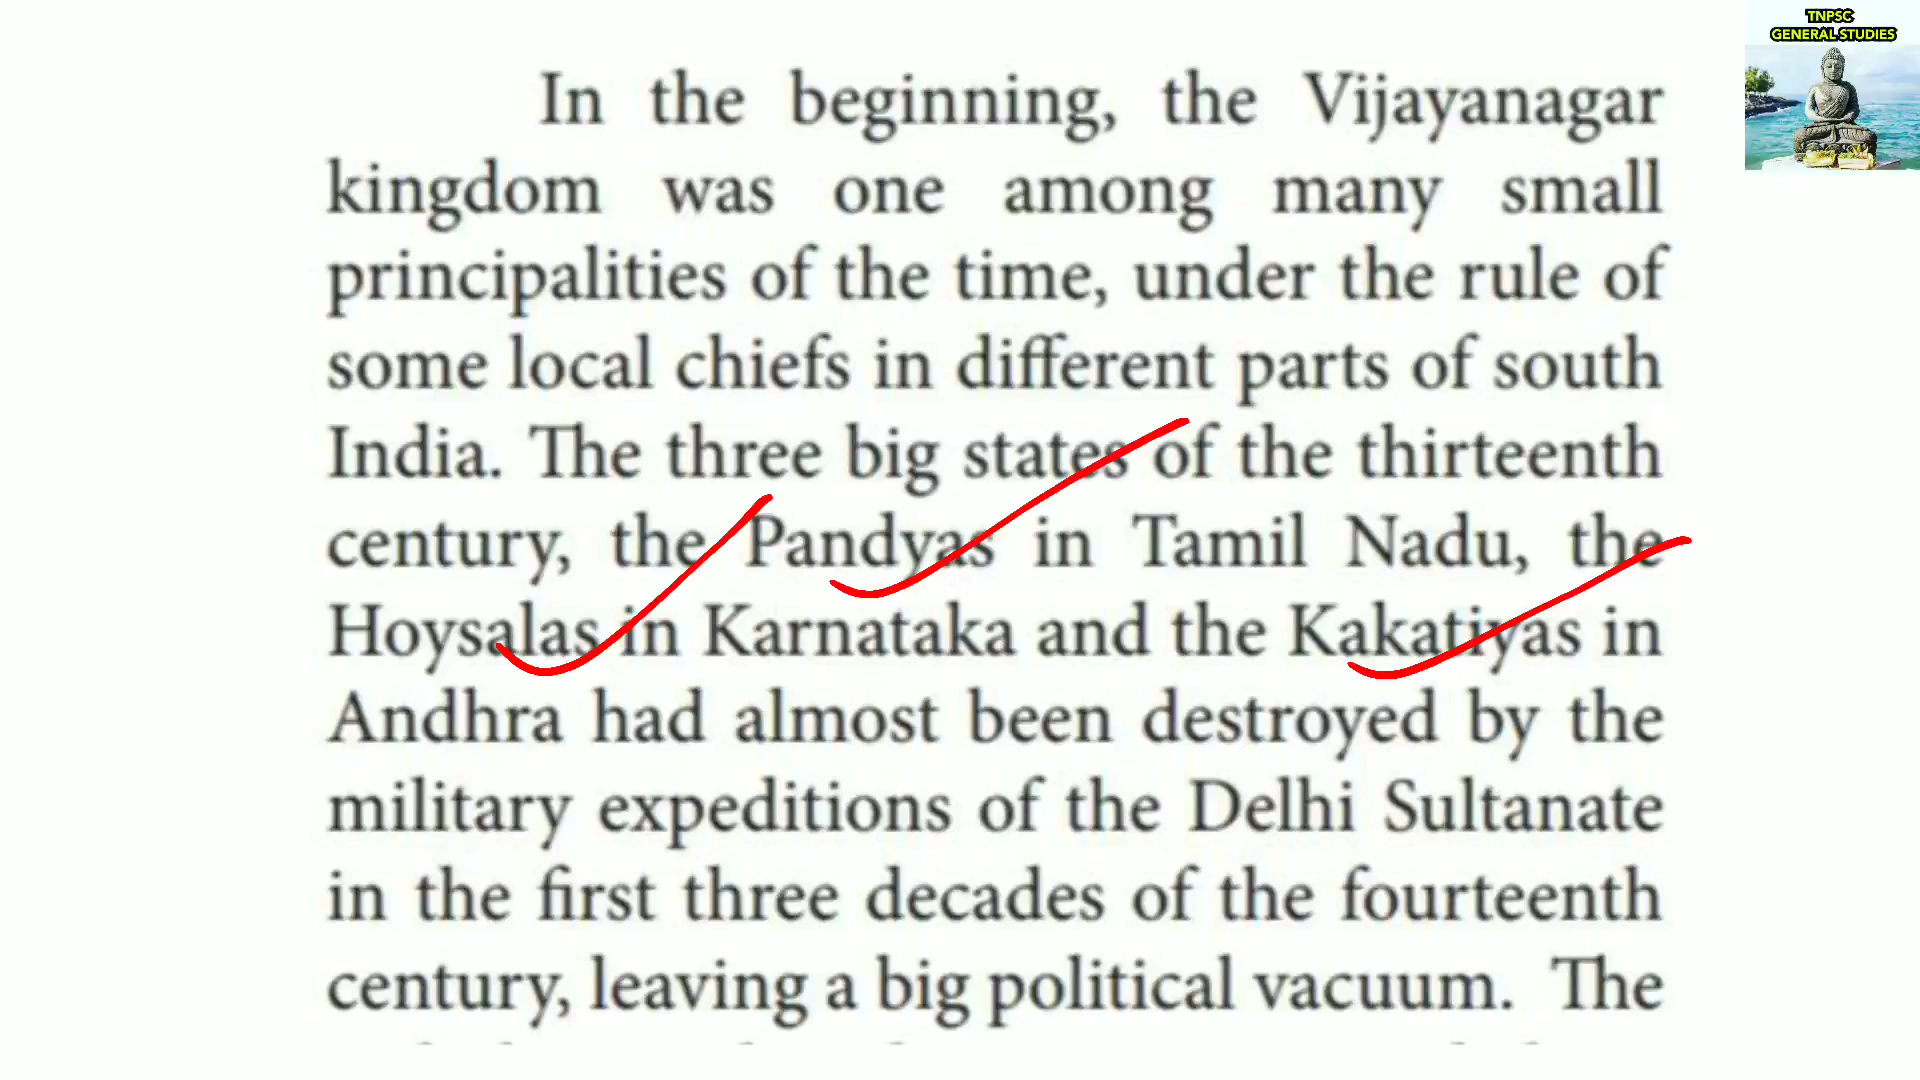 TNPSC
GENERAL STUDIES
In the beginning, the Vijayanagar
kingdom was one among many small
principalities of the time, under the rule of
some local chiefs in different parts of south
India. The three big states of the thirteenth
century, the Pandyas in Tamil Nadu, the
Hoysalas in Karnataka and the Kakatiyas in
Andhra had almost been destroyed by the
military expeditions of the Delhi Sultanate
in the first three decades of the fourteenth
century, leaving a big political vacuum. The